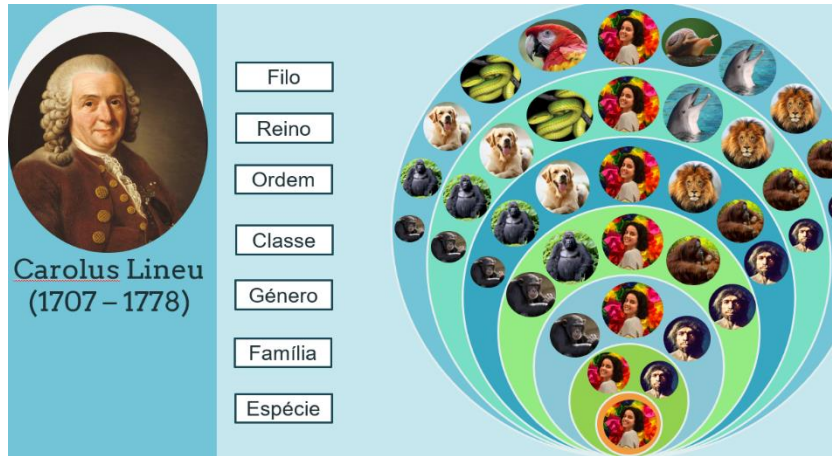 Carolus Lineu
(1707 – 1778)
Filo
Reino
Ordem
Classe
Género
Família
Espécie